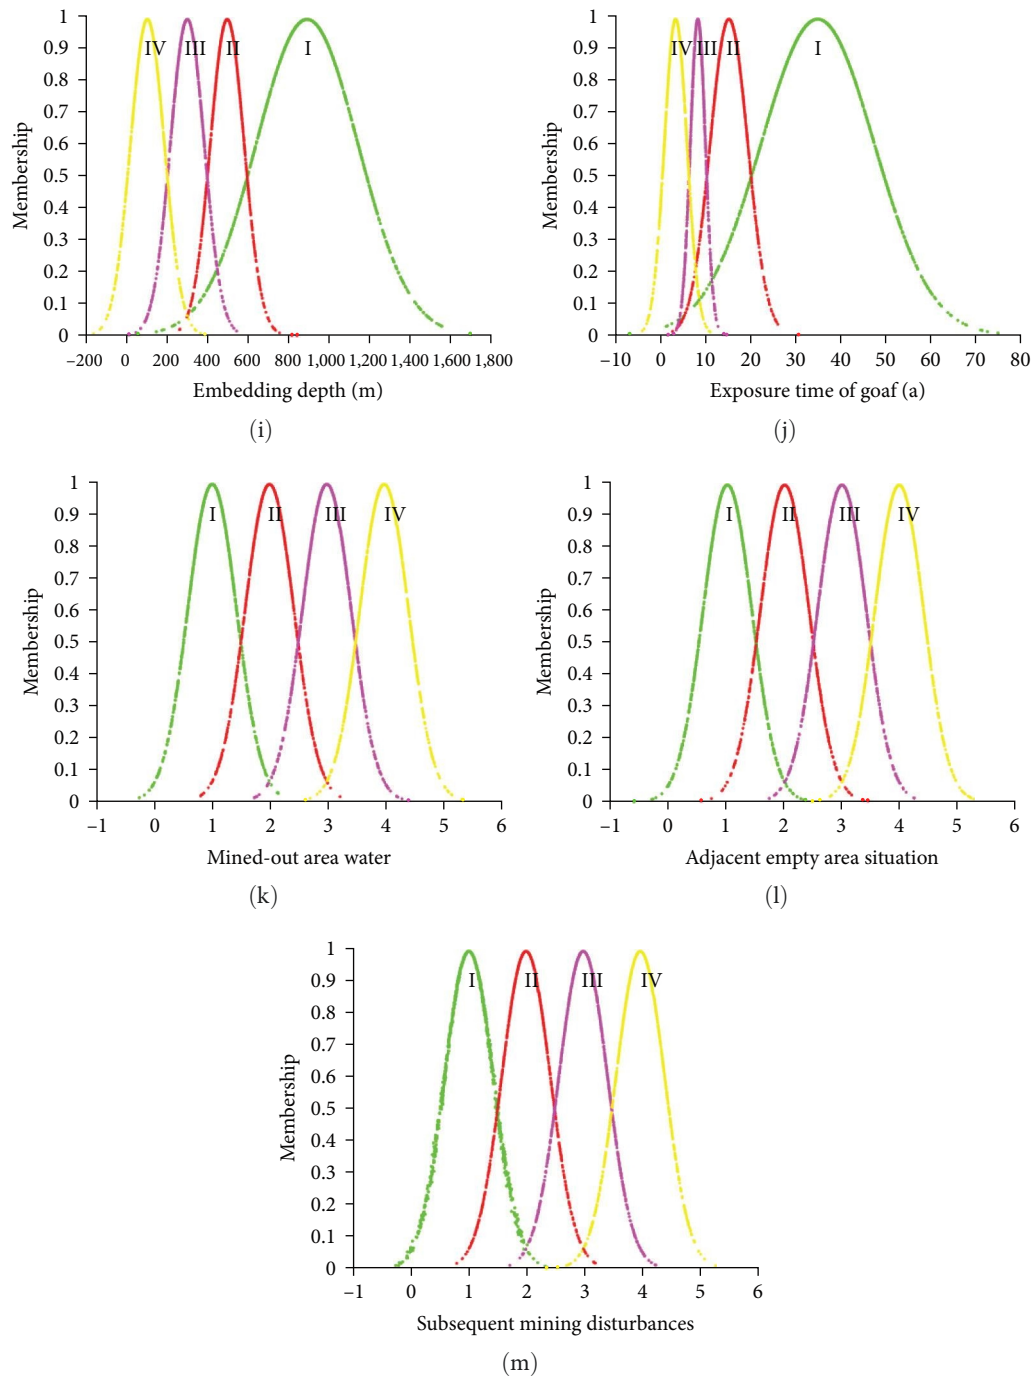 1
0.9
0.8
0.7
0.6
0.5
0.4
0.3
0.2
0.1
0
Membership
IV III II I
–200 0 200 400 600 800 1,000 1,200 1,400 1,600 1,800
Embedding depth (m)
(i)
1
0.9
0.8
0.7
0.6
0.5
0.4
0.3
0.2
0.1
0
Membership
IV III II I
–10 0 10 20 30 40 50 60 70 80
Exposure time of goaf (a)
(j)
1
0.9
0.8
0.7
0.6
0.5
0.4
0.3
0.2
0.1
0
Membership
I II III IV
–1 0 1 2 3 4 5 6
Mined-out area water
(k)
1
0.9
0.8
0.7
0.6
0.5
0.4
0.3
0.2
0.1
0
Membership
I II III IV
–1 0 1 2 3 4 5 6
Adjacent empty area situation
(l)
1
0.9
0.8
0.7
0.6
0.5
0.4
0.3
0.2
0.1
0
Membership
I II III IV
–1 0 1 2 3 4 5 6
Subsequent mining disturbances
(m)